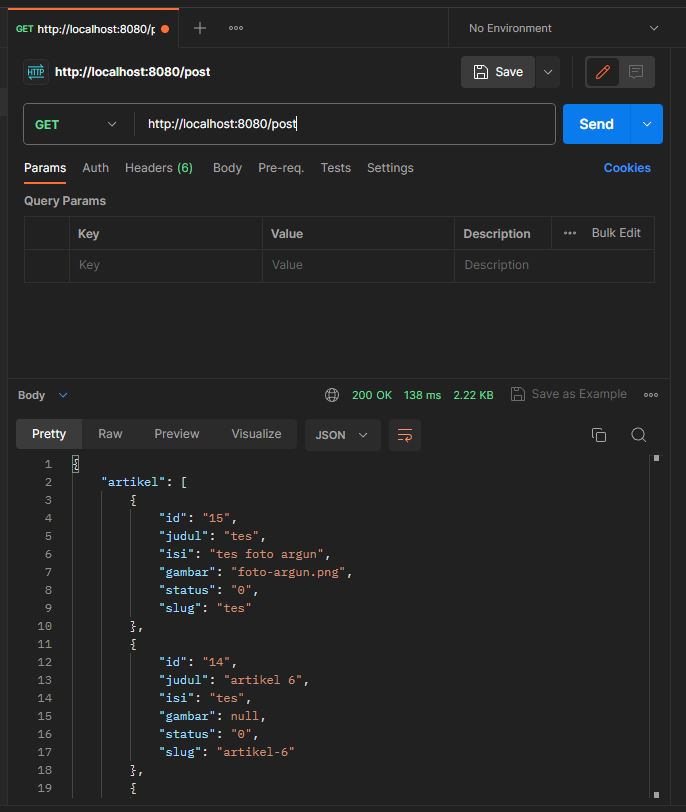 GET http://localhost:8080/p
No Environment
HTTP http://localhost:8080/post
Save
GET http://localhost:8080/post
Send
Params Auth Headers (6) Body Pre-req. Tests Settings Cookies
Query Params
Key Value Description Bulk Edit
Key Value Description
Body 200 OK 138 ms 2.22 KB Save as Example
Pretty Raw Preview Visualize JSON
1 {
2 "artikel": [
3 {
4 "id": "15",
5 "judul": "tes",
6 "isi": "tes foto argun",
7 "gambar": "foto-argun.png",
8 "status": "0",
9 "slug": "tes"
10 },
11 {
12 "id": "14",
13 "judul": "artikel 6",
14 "isi": "tes",
15 "gambar": null,
16 "status": "0",
17 "slug": "artikel-6"
18 },
19 {